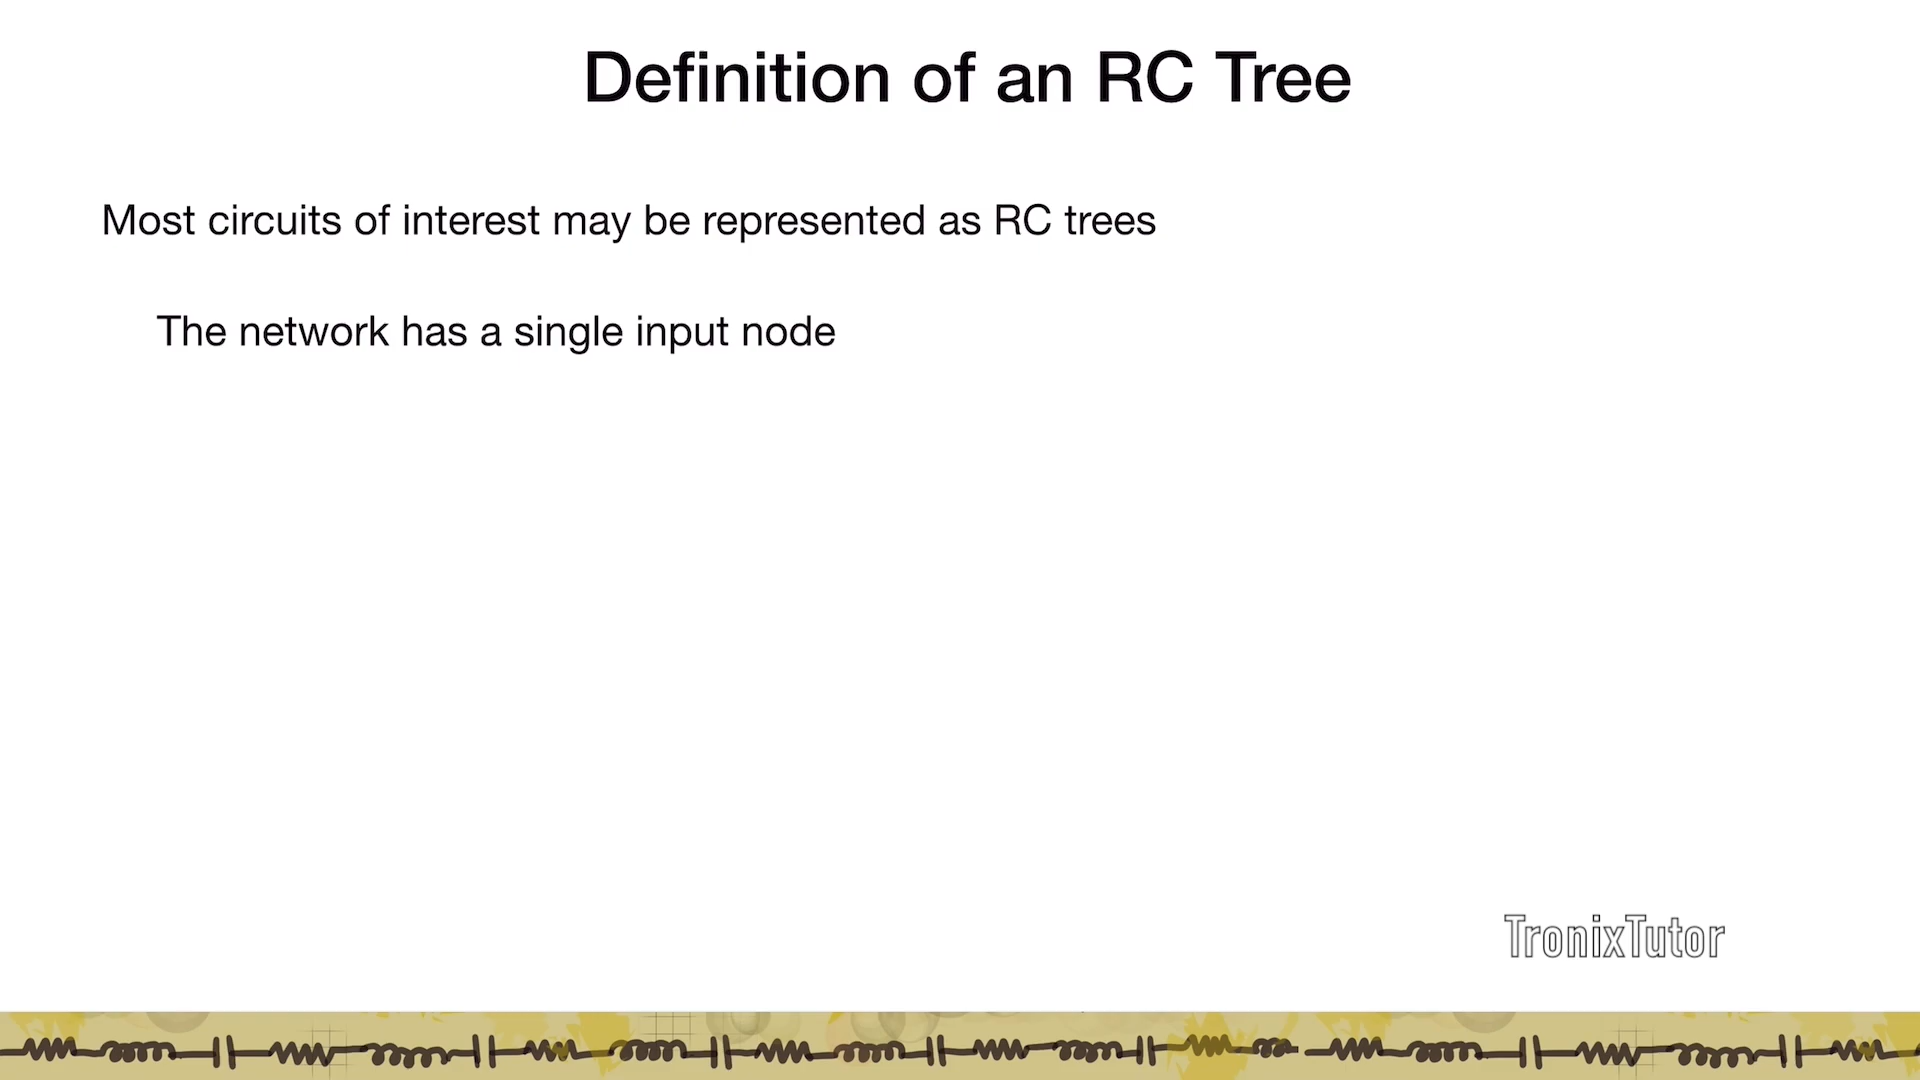 Definition of an RC Tree
Most circuits of interest may be represented as RC trees
The network has a single input node
TronixTutor